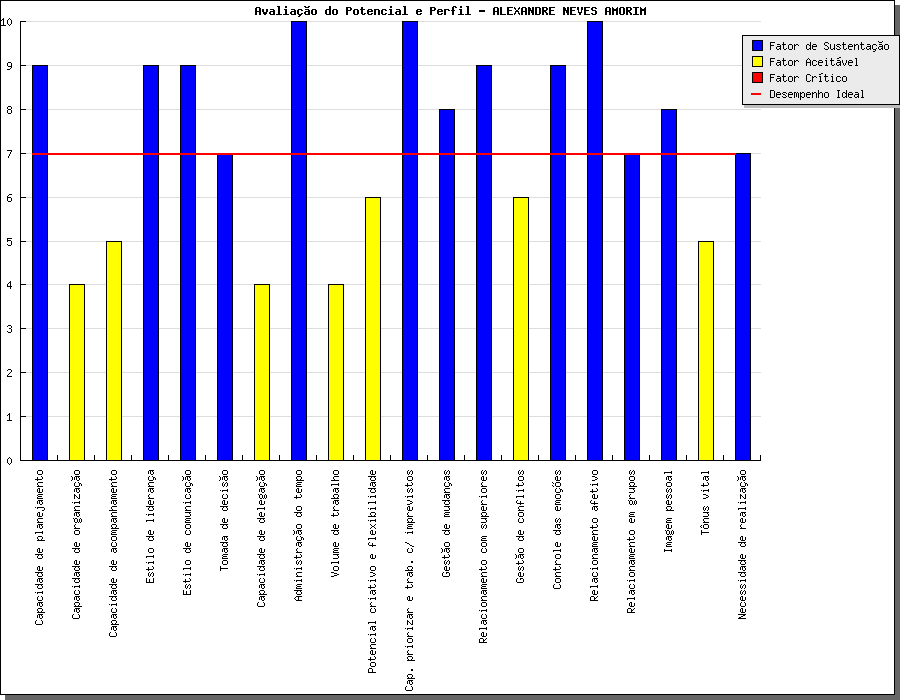 Avaliação do Potencial e Perfil - ALEXANDRE NEVES AMORIM
Fator de Sustentação
Fator Aceitável
Fator Crítico
Desempenho Ideal
10
9
8
7
6
5
4
3
2
1
0
Capacidade de planejamento
Capacidade de organização
Capacidade de acompanhamento
Estilo de liderança
Estilo de comunicação
Tomada de decisão
Capacidade de delegação
Administração do tempo
Volume de trabalho
Potencial criativo e flexibilidade
Cap. priorizar e trab. c/ imprevistos
Gestão de mudanças
Relacionamento com superiores
Gestão de conflitos
Controle das emoções
Relacionamento afetivo
Relacionamento em grupos
Imagem pessoal
Tônus vital
Necessidade de realização